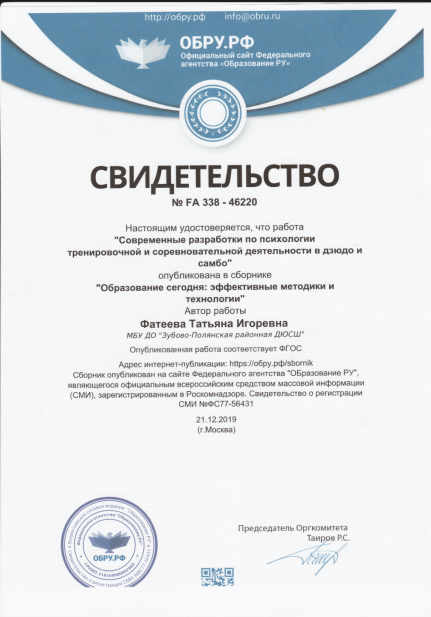 http://обру.рф info@obru.ru
ОБРУ.РФ
Официальный сайт Федерального
агентства «Образование РУ»
СВИДЕТЕЛЬСТВО
№ FA 338 - 46220
Настоящим удостоверяется, что работа
"Современные разработки по психологии
тренировочной и соревновательной деятельности в дзюдо и
самбо"
опубликована в сборнике
"Образование сегодня: эффективные методики и
технологии"
Автор работы
Фатеева Татьяна Игоревна
МБУ ДО "Зубово-Полянская районная ДЮСШ"
Опубликованная работа соответствует ФГОС
Адрес интернет-публикации: https://обру.рф/sbornik
Сборник опубликован на сайте Федерального агентства "ОБразование РУ",
являющегося официальным всероссийским средством массовой информации
(СМИ), зарегистрированным в Роскомнадзоре. Свидетельство о регистрации
СМИ №ФС77-56431
21.12.2019
(г.Москва)
Председатель Оргкомитета
Таиров Р.С.
ОБРУ.РФ